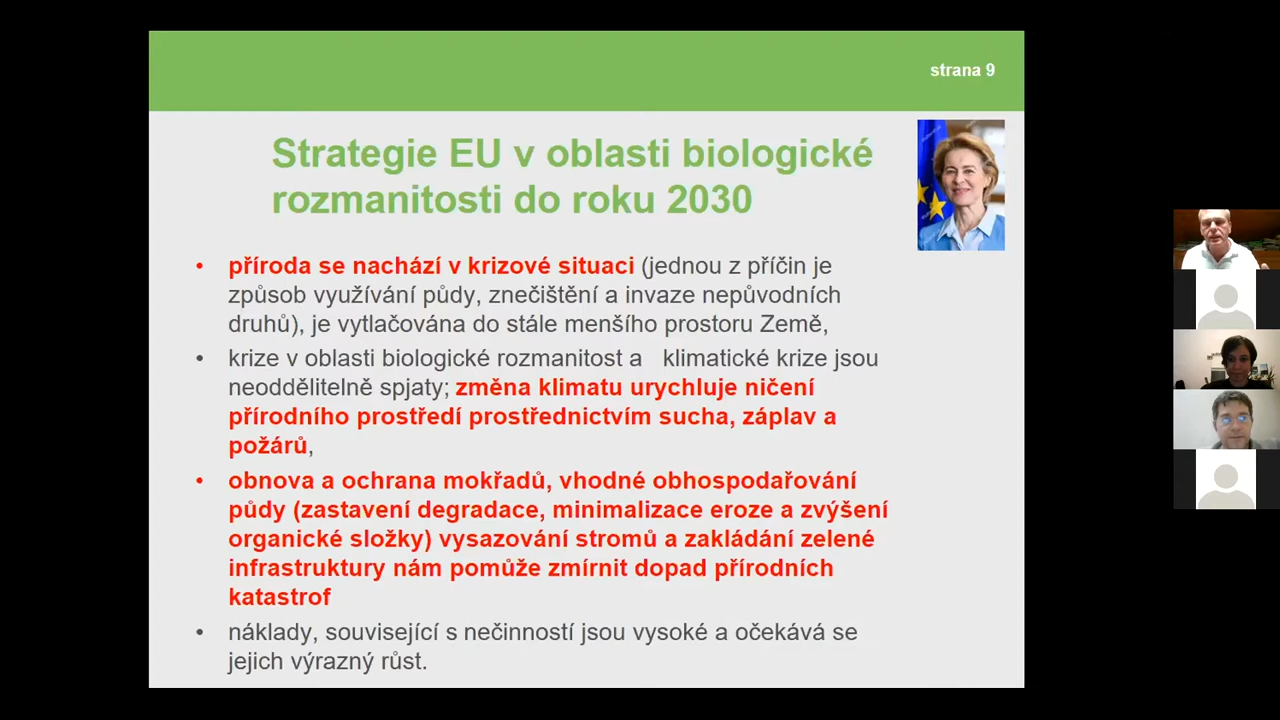 strana 9
Strategie EU v oblasti biologické
rozmanitosti do roku 2030
• příroda se nachází v krizové situaci (jednou z příčin je
způsob využívání půdy, znečištění a invaze nepůvodních
druhů), je vytlačována do stále menšího prostoru Země,
• krize v oblasti biologické rozmanitost a klimatické krize jsou
neoddělitelně spjaty; změna klimatu urychluje ničení
přírodního prostředí prostřednictvím sucha, záplav a
požárů,
• obnova a ochrana mokřadů, vhodné obhospodařování
půdy (zastavení degradace, minimalizace eroze a zvýšení
organické složky) vysazování stromů a zakládání zelené
infrastruktury nám pomůže zmírnit dopad přírodních
katastrof
• náklady, související s nečinností jsou vysoké a očekává se
jejich výrazný růst.